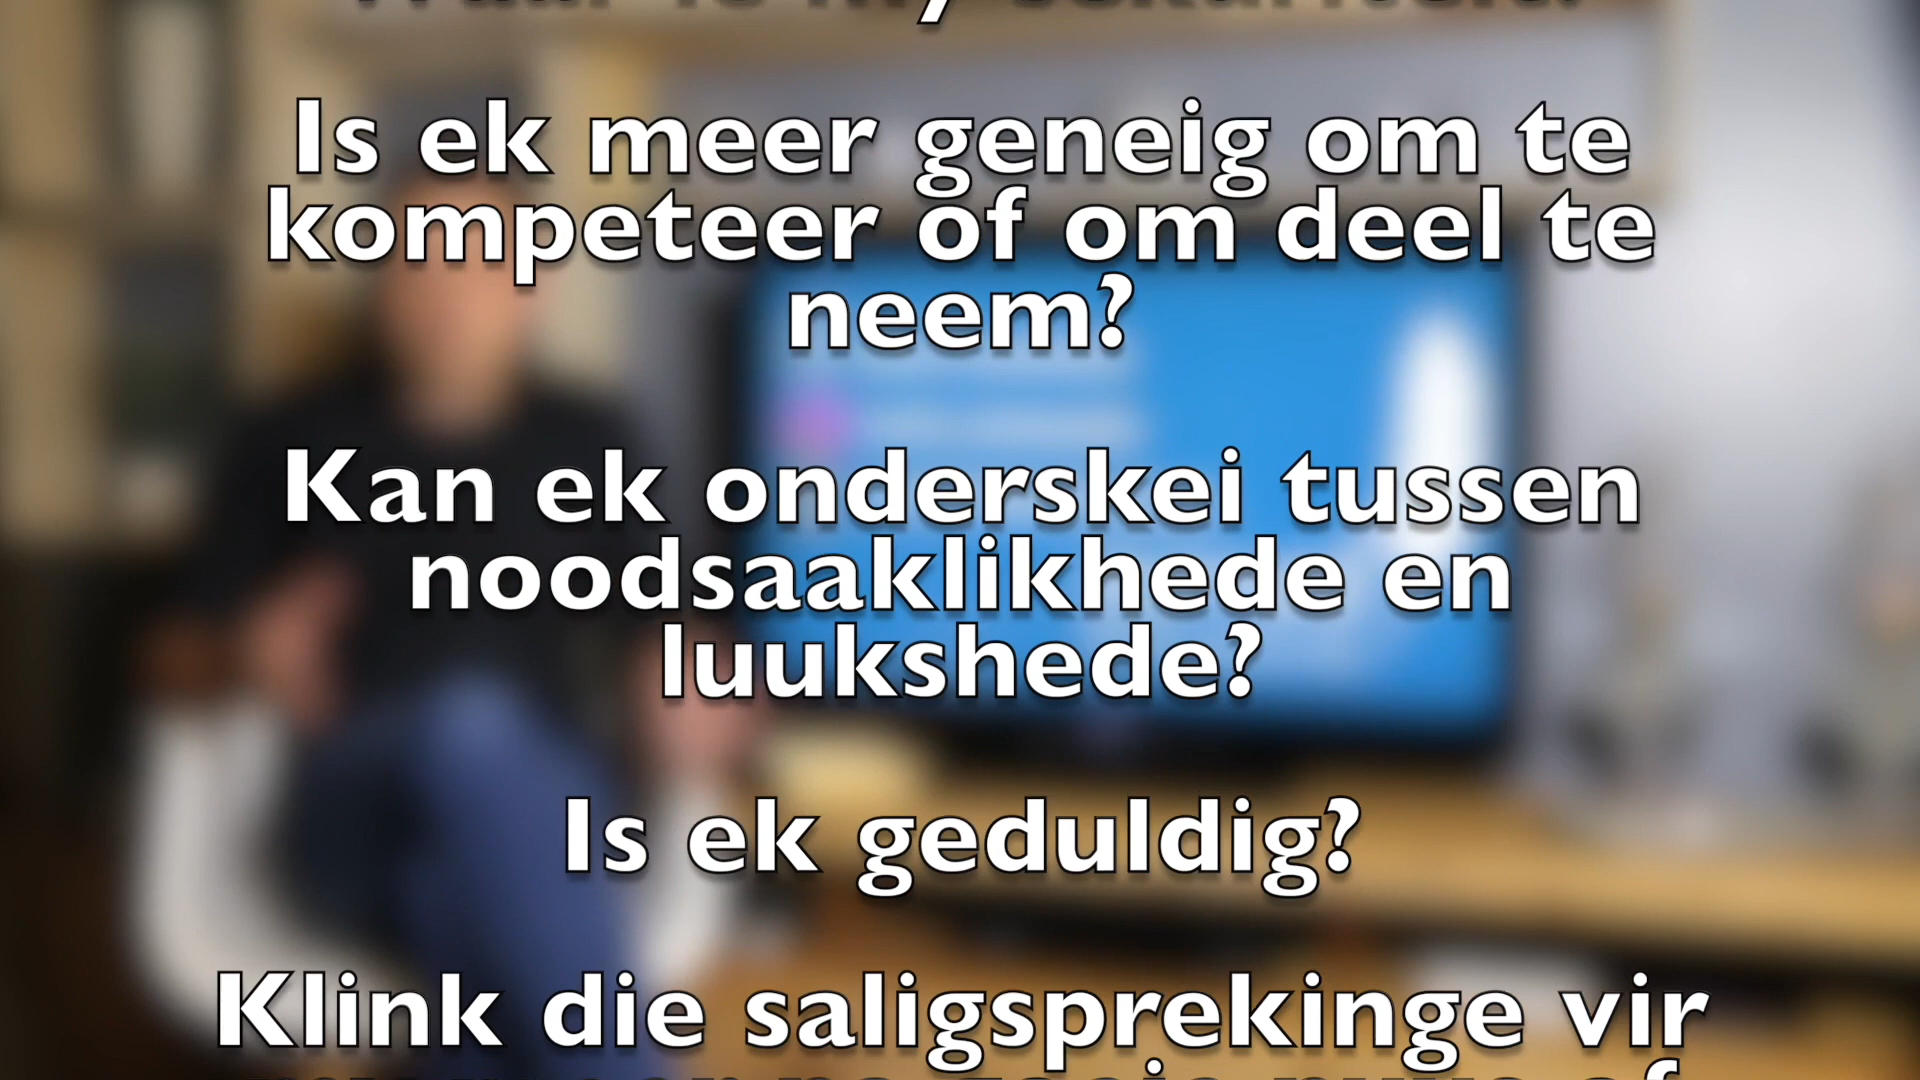 Is ek meer geneig om te
kompeteer of om deel te
neem?
Kan ek onderskei tussen
noodsaaklikhede en
luukshede?
Is ek geduldig?
Klink die saligsprekinge vir